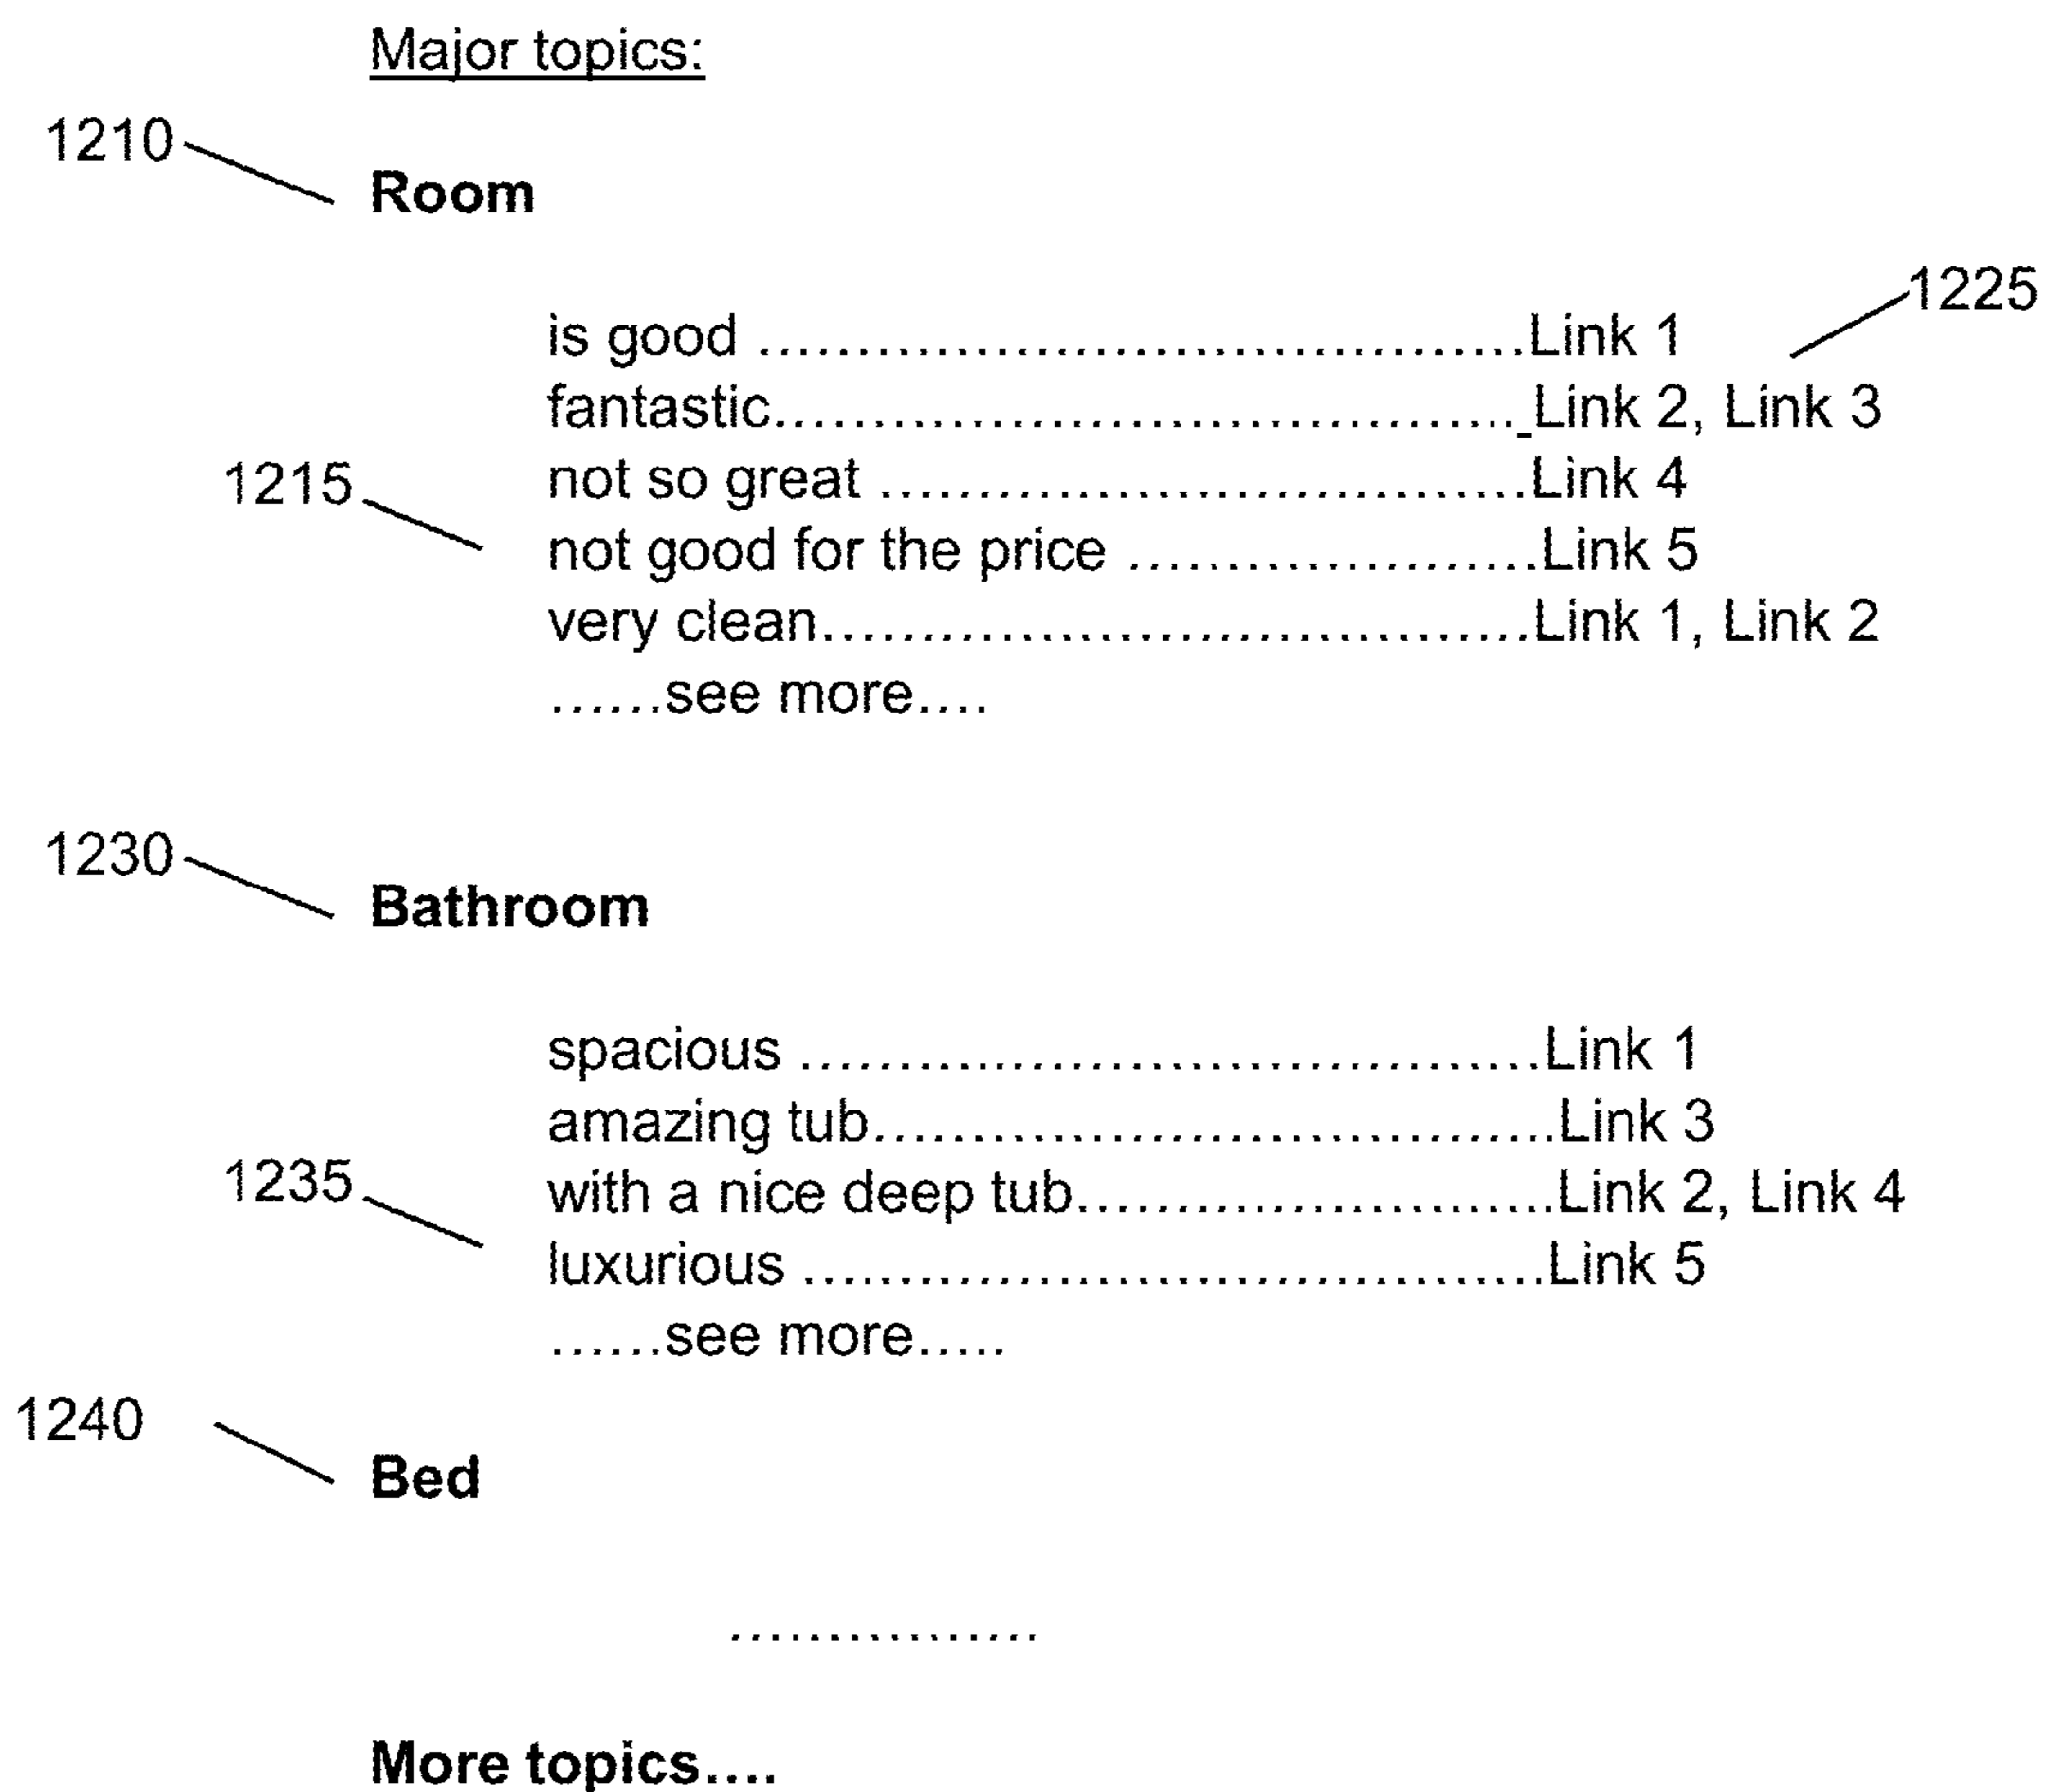 Major topics:
1210
Room
1225
is good ......................................Link 1
fantastic....................................._Link 2, Link 3
1215
not so great ................................Link 4
not good for the price ....................Link 5
very clean...................................Link 1, Link 2
......see more....
1230
Bathroom
spacious .....................................Link 1
amazing tub..................................Link 3
1235
with a nice deep tub........................Link 2, Link 4
luxurious .....................................Link 5
......see more.....
1240
Bed
................
More topics....